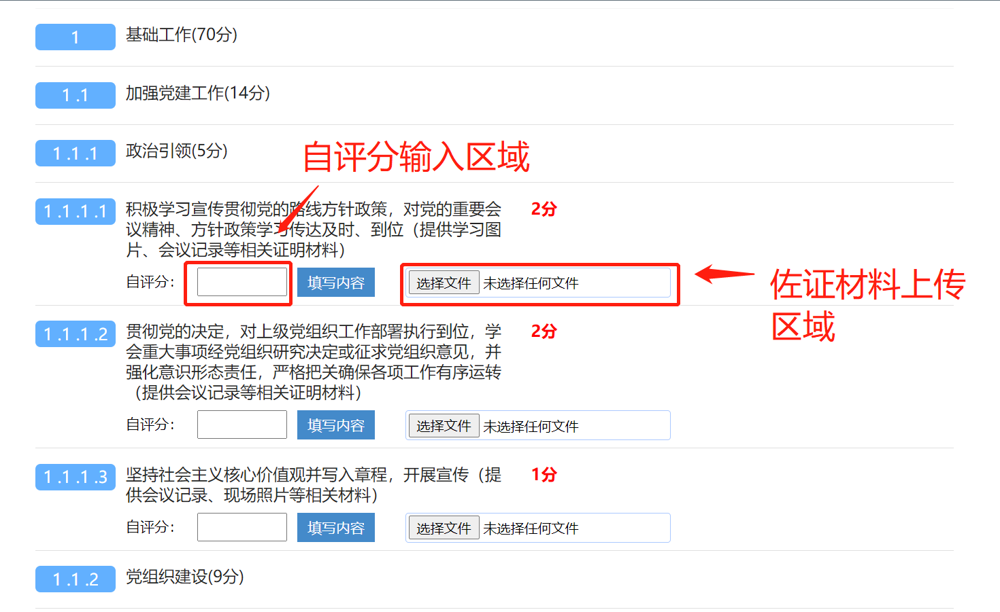 1 基础工作(70分)
1 .1 加强党建工作(14分)
1 .1 .1 政治引领(5分)
自评分输入区域
1 .1 .1 .1 积极学习宣传贯彻党的路线方针政策，对党的重要会 2分
议精神、方针政策学习传达及时、到位（提供学习图
片、会议记录等相关证明材料）
自评分： 填写内容 选择文件 未选择任何文件
佐证材料上传
区域
1 .1 .1 .2 贯彻党的决定，对上级党组织工作部署执行到位，学 2分
会重大事项经党组织研究决定或征求党组织意见，并
强化意识形态责任，严格把关确保各项工作有序运转
（提供会议记录等相关证明材料）
自评分： 填写内容 选择文件 未选择任何文件
1 .1 .1 .3 坚持社会主义核心价值观并写入章程，开展宣传（提 1分
供会议记录、现场照片等相关材料）
自评分： 填写内容 选择文件 未选择任何文件
1 .1 .2 党组织建设(9分)